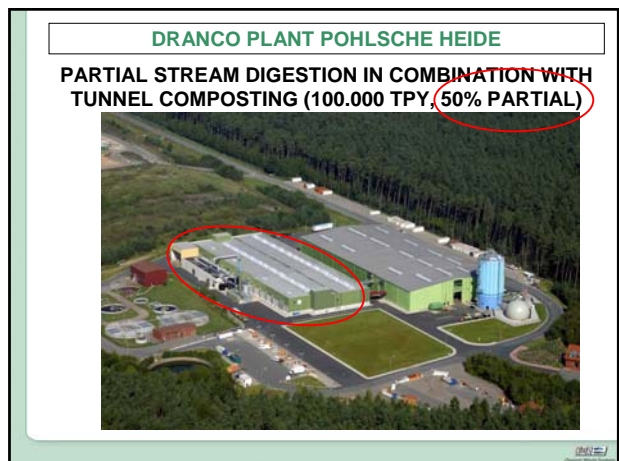 DRANCO PLANT POHLSCHE HEIDE
PARTIAL STREAM DIGESTION IN COMBINATION WITH
TUNNEL COMPOSTING (100.000 TPY, 50% PARTIAL)